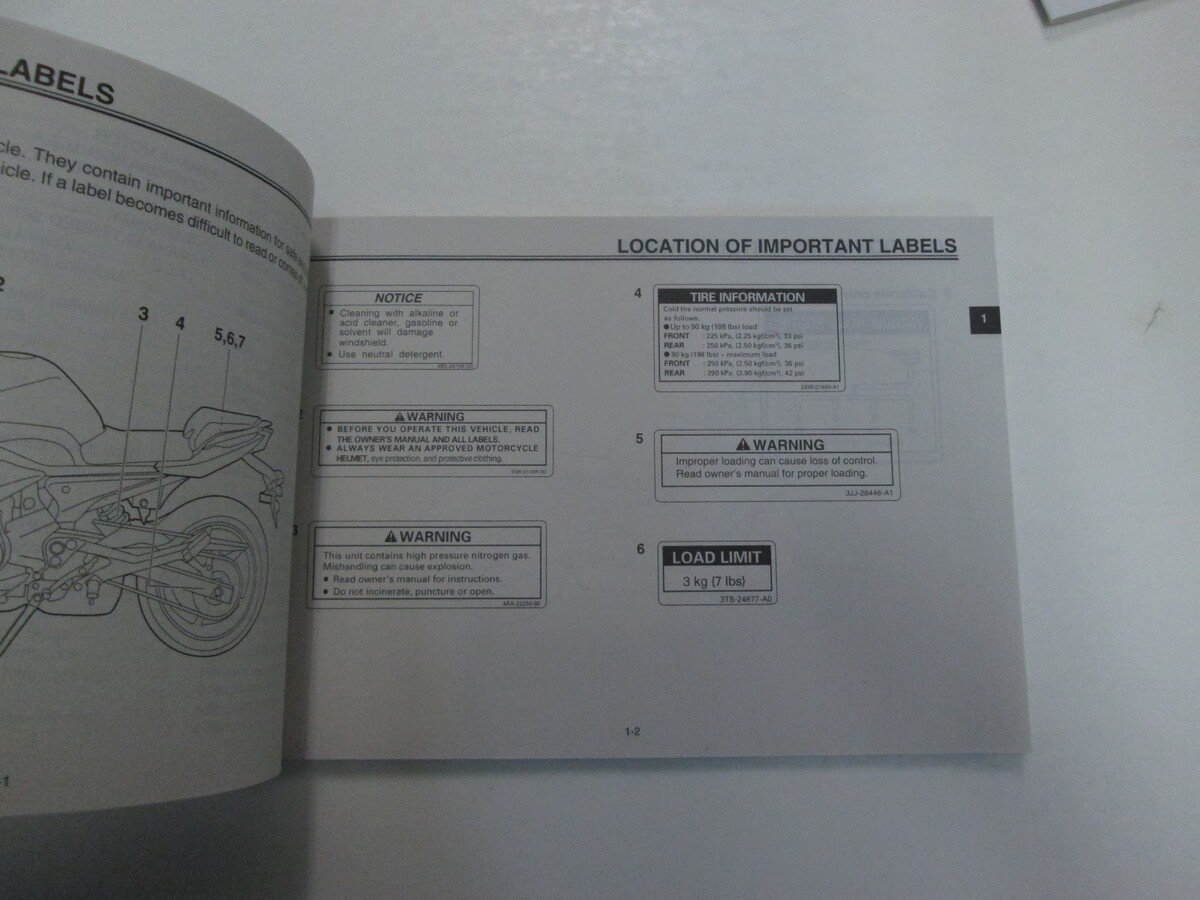 LABELS
cle. They contain important information for safe
icle. If a label becomes difficult to read or comes
2
3
4
5,6,7
-1
LOCATION OF IMPORTANT LABELS
1
NOTICE
● Cleaning with alkaline or
acid cleaner, gasoline or
solvent will damage
windshield.
● Use neutral detergent.
2
WARNING
● BEFORE YOU OPERATE THIS VEHICLE, READ
THE OWNER'S MANUAL AND ALL LABELS.
● ALWAYS WEAR AN APPROVED MOTORCYCLE
HELMET, eye protection, and protective clothing.
3
WARNING
This unit contains high pressure nitrogen gas.
Mishandling can cause explosion.
● Read owner's manual for instructions.
● Do not incinerate, puncture or open.
4
TIRE INFORMATION
Cold tire normal pressure should be set
as follows.
● Up to 90 kg (198 lbs) load
FRONT : 225 kPa, {2.25 kgf/cm²}, 33 psi
REAR : 250 kPa, {2.50 kgf/cm²}, 36 psi
● 90 kg (198 lbs) ~ maximum load
FRONT : 250 kPa, {2.50 kgf/cm²}, 36 psi
REAR : 290 kPa, {2.90 kgf/cm²}, 42 psi
5
WARNING
Improper loading can cause loss of control.
Read owner's manual for proper loading.
3JJ-28446-A1
6
LOAD LIMIT
3 kg {7 lbs}
3TB-24877-A0
1-2